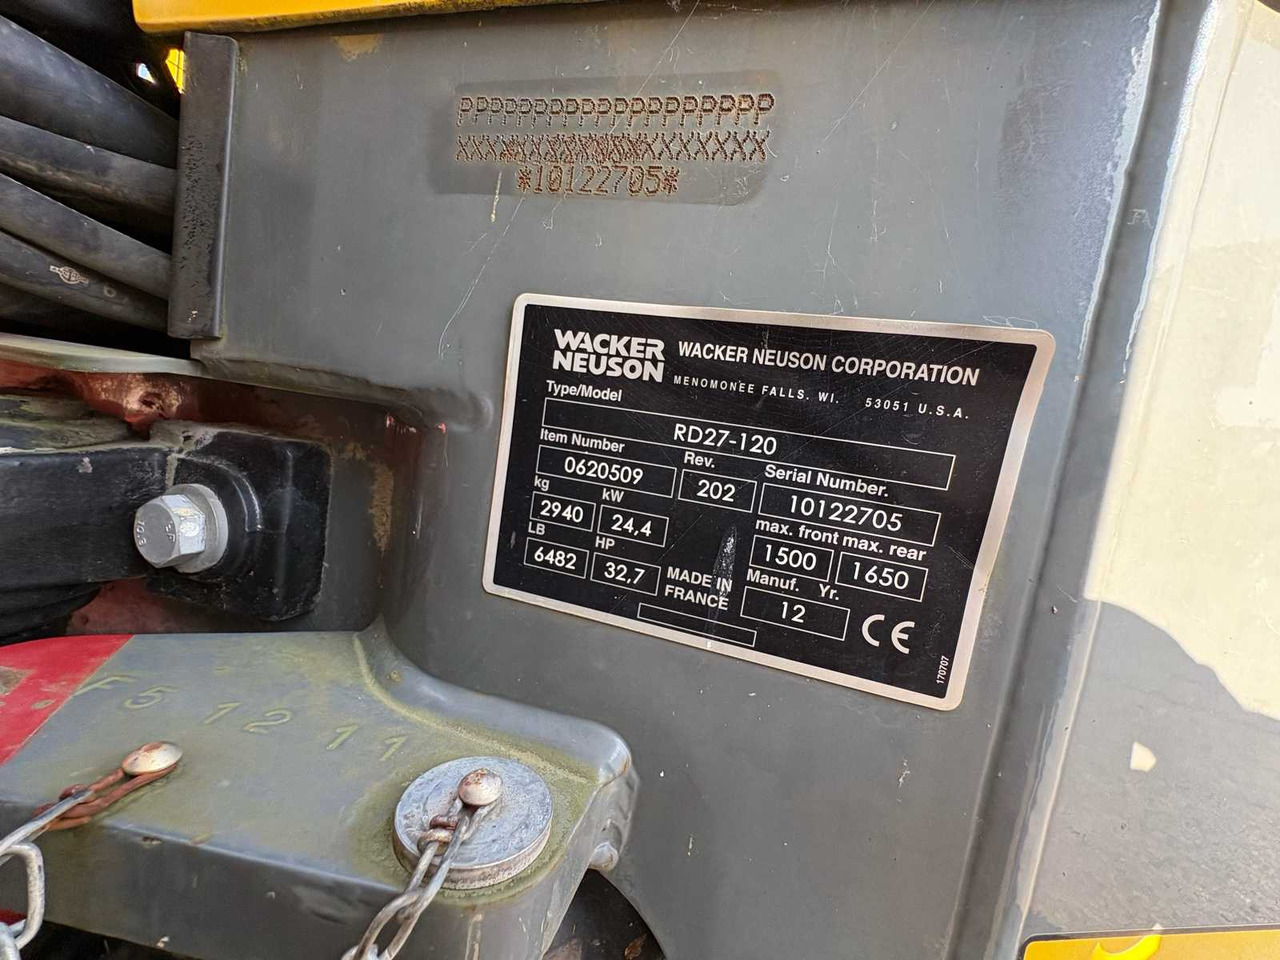 PPPPPPPPPPPPPPPPPPPP
*10122705*
WACKER
NEUSON
WACKER NEUSON CORPORATION
MENOMONEE FALLS, WI. 53051 U.S.A.
Type/Model
RD27-120
Item Number Rev. Serial Number.
0620509 202 10122705
kg kW max. front max. rear
2940 24,4 1500 1650
LB HP MADE IN FRANCE Manuf. Yr.
6482 32,7 12
CE
170707
F5 12 11